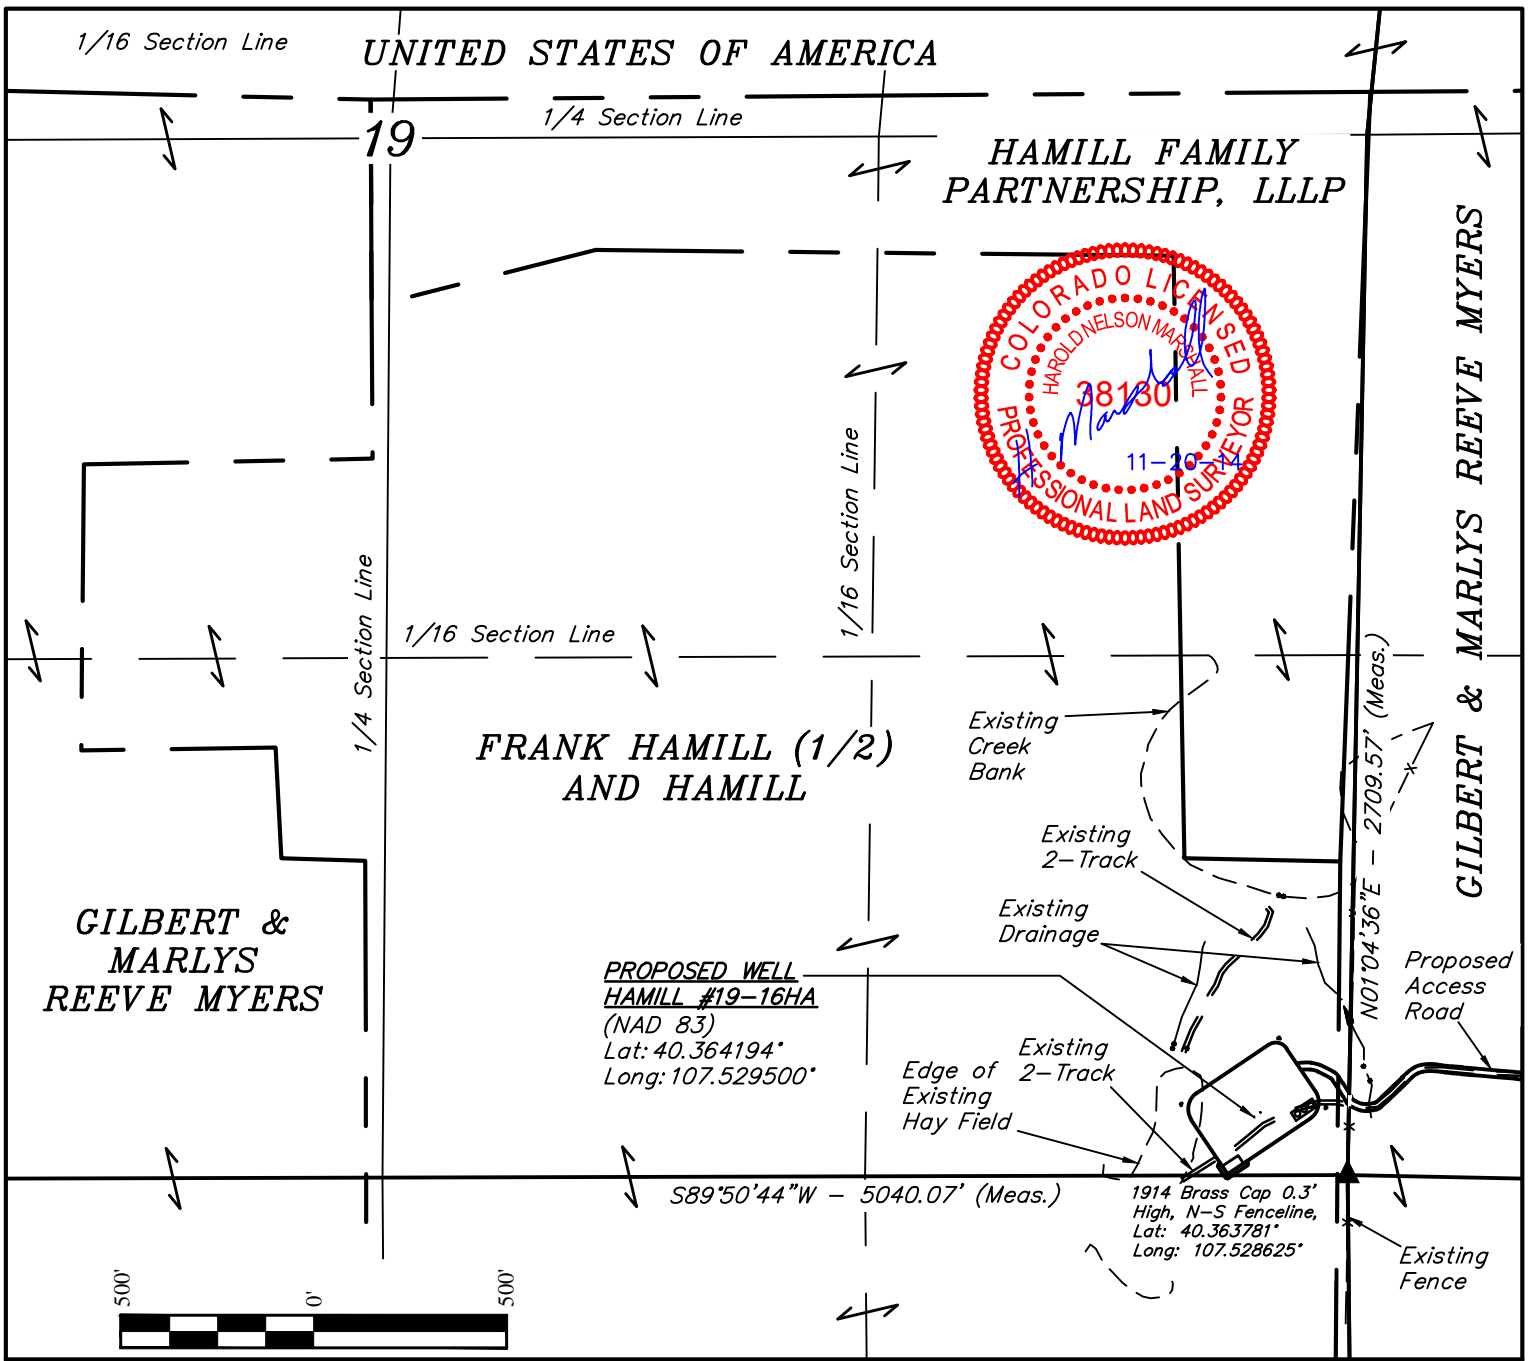 1/16 Section Line
UNITED STATES OF AMERICA
1/4 Section Line
19
HAMILL FAMILY
PARTNERSHIP, LLLP
GILBERT & MARLYS REEVE MYERS
COLORADO LICENSED
HAROLD NELSON MARSHALL
38130
11-20-14
PROFESSIONAL LAND SURVEYOR
1/16 Section Line
1/4 Section Line
1/16 Section Line
N01°04'36"E - 2709.57' (Meas.)
Existing
Creek
Bank
FRANK HAMILL (1/2)
AND HAMILL
Existing
2-Track
GILBERT &
MARLYS
REEVE MYERS
Existing
Drainage
PROPOSED WELL
HAMILL #19-16HA
(NAD 83)
Lat: 40.364194°
Long: 107.529500°
Proposed
Access
Road
Existing
2-Track
Edge of
Existing
Hay Field
S89°50'44"W - 5040.07' (Meas.)
1914 Brass Cap 0.3'
High, N-S Fenceline,
Lat: 40.363781°
Long: 107.528625°
Existing
Fence
500'
0'
500'